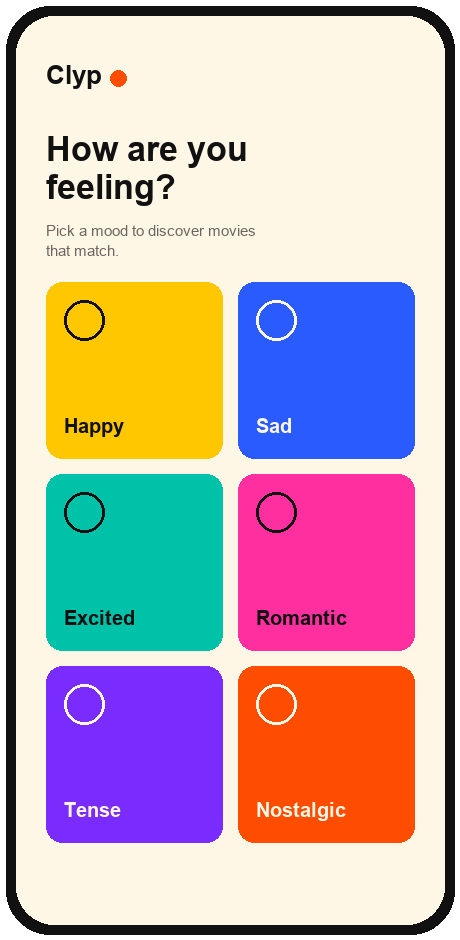 Clyp
How are you
feeling?
Pick a mood to discover movies
that match.
Happy
Sad
Excited
Romantic
Tense
Nostalgic